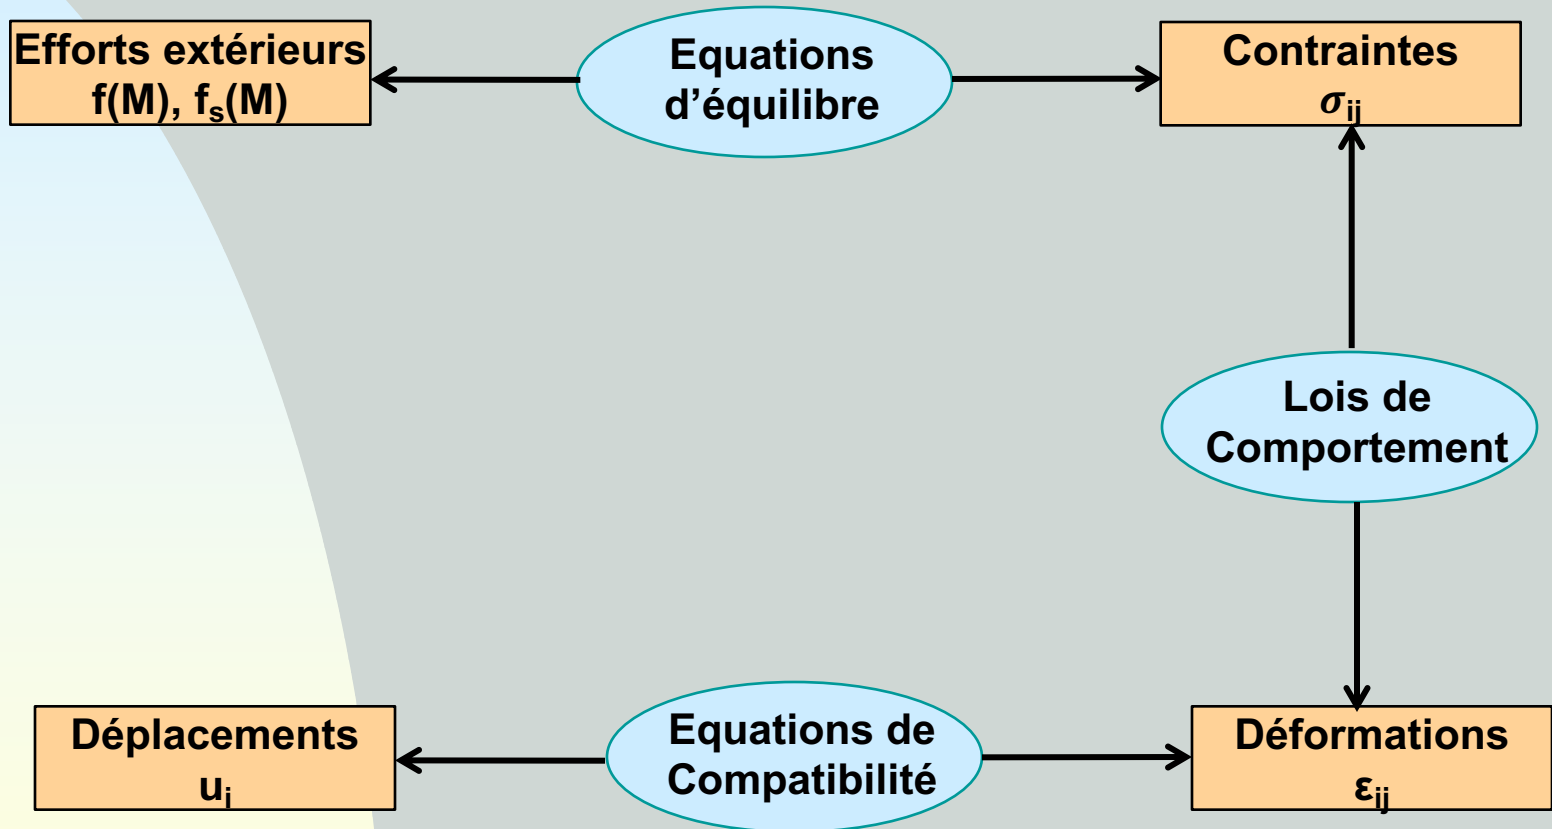 Efforts extérieurs
f(M), fₛ(M)
Equations
d’équilibre
Contraintes
σᵢⱼ
Lois de
Comportement
Déplacements
uᵢ
Equations de
Compatibilité
Déformations
εᵢⱼ